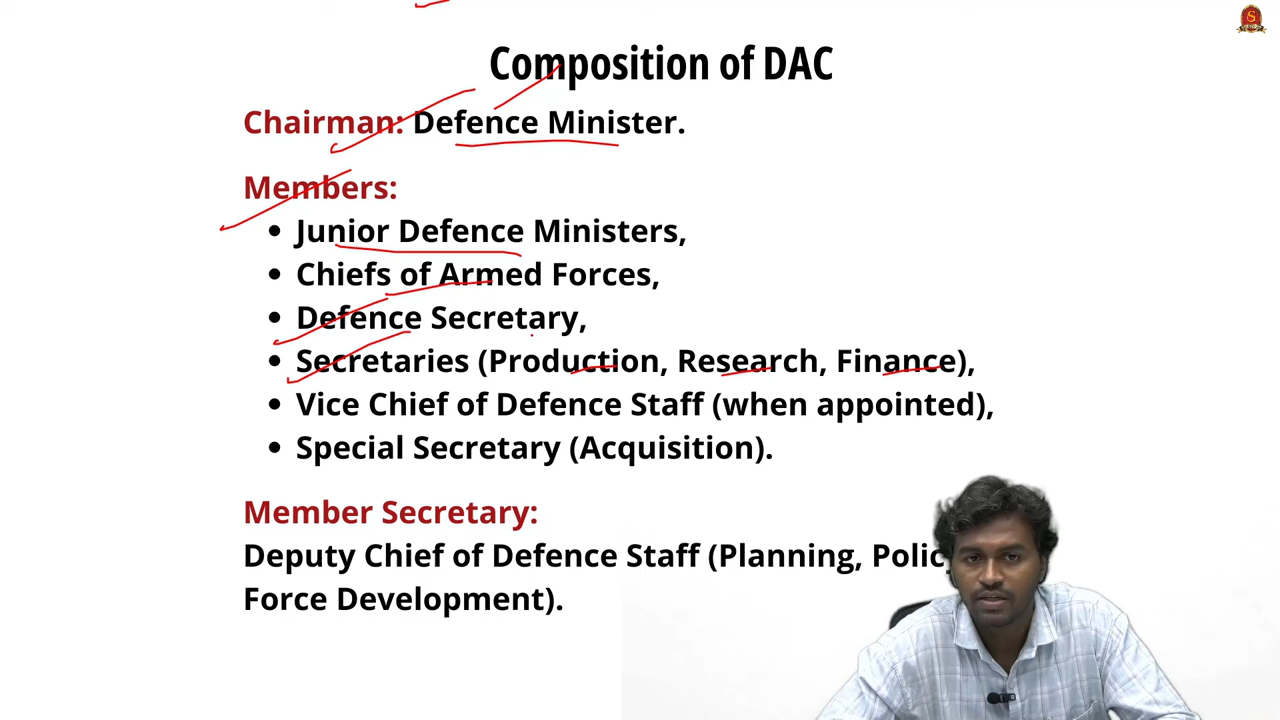 Composition of DAC
Chairman: Defence Minister.
Members:
• Junior Defence Ministers,
• Chiefs of Armed Forces,
• Defence Secretary,
• Secretaries (Production, Research, Finance),
• Vice Chief of Defence Staff (when appointed),
• Special Secretary (Acquisition).
Member Secretary:
Deputy Chief of Defence Staff (Planning, Policy
Force Development).